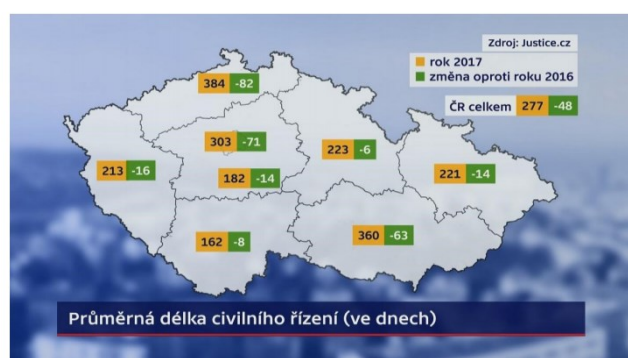 Zdroj: Justice.cz
rok 2017
změna oproti roku 2016
ČR celkem 277 -48
384 -82
303 -71
223 -6
213 -16
182 -14
221 -14
162 -8
360 -63
Průměrná délka civilního řízení (ve dnech)